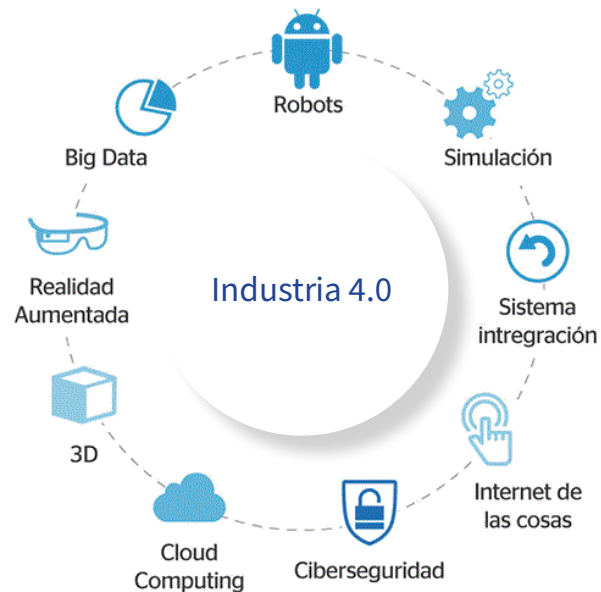 Robots
Simulación
Sistema
intregración
Internet de
las cosas
Ciberseguridad
Cloud
Computing
3D
Realidad
Aumentada
Big Data
Industria 4.0